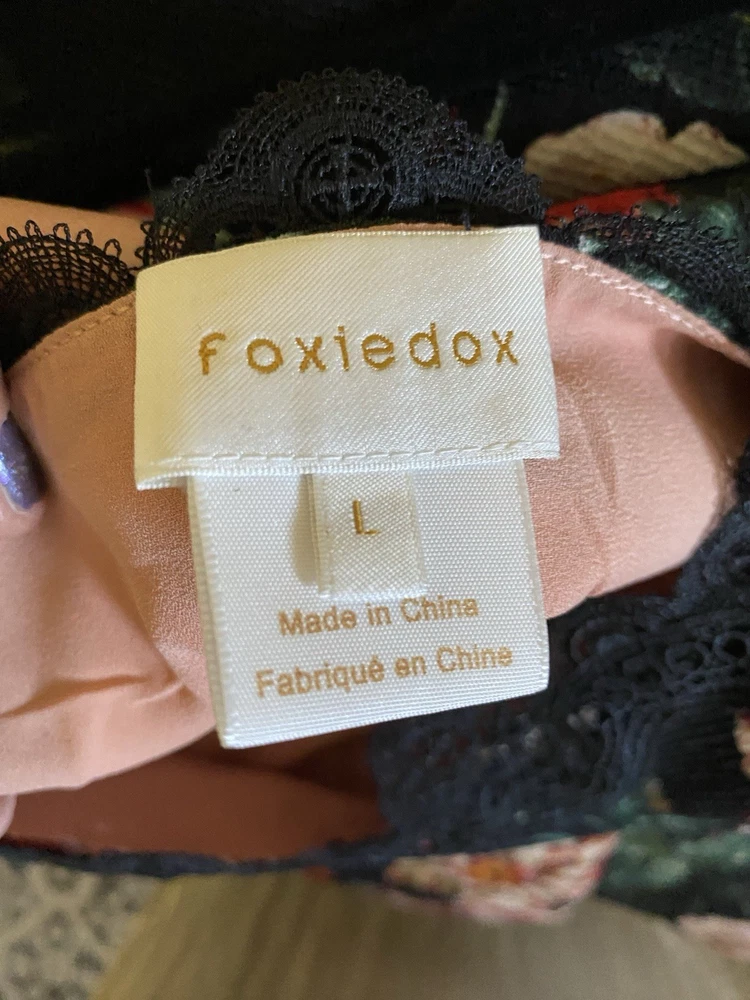 foxiedox
L
Made in China
Fabriqué en Chine